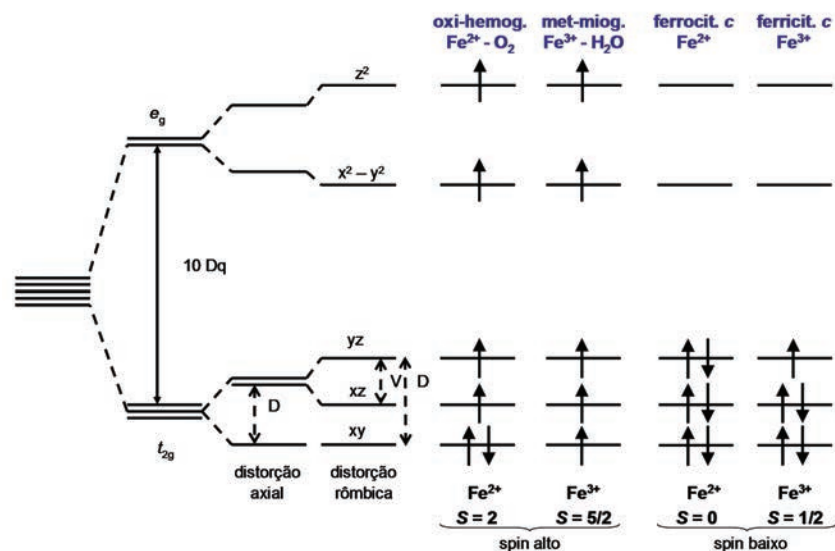 oxi-hemog. met-miog. ferrocit. c ferricit. c
Fe²⁺ - O₂ Fe³⁺ - H₂O Fe²⁺ Fe³⁺
z²
e_g
x² – y²
10 Dq
yz
V D
D xz
xy
t₂g
distorção axial
distorção rômbica
Fe²⁺ Fe³⁺ Fe²⁺ Fe³⁺
S = 2 S = 5/2 S = 0 S = 1/2
spin alto spin baixo